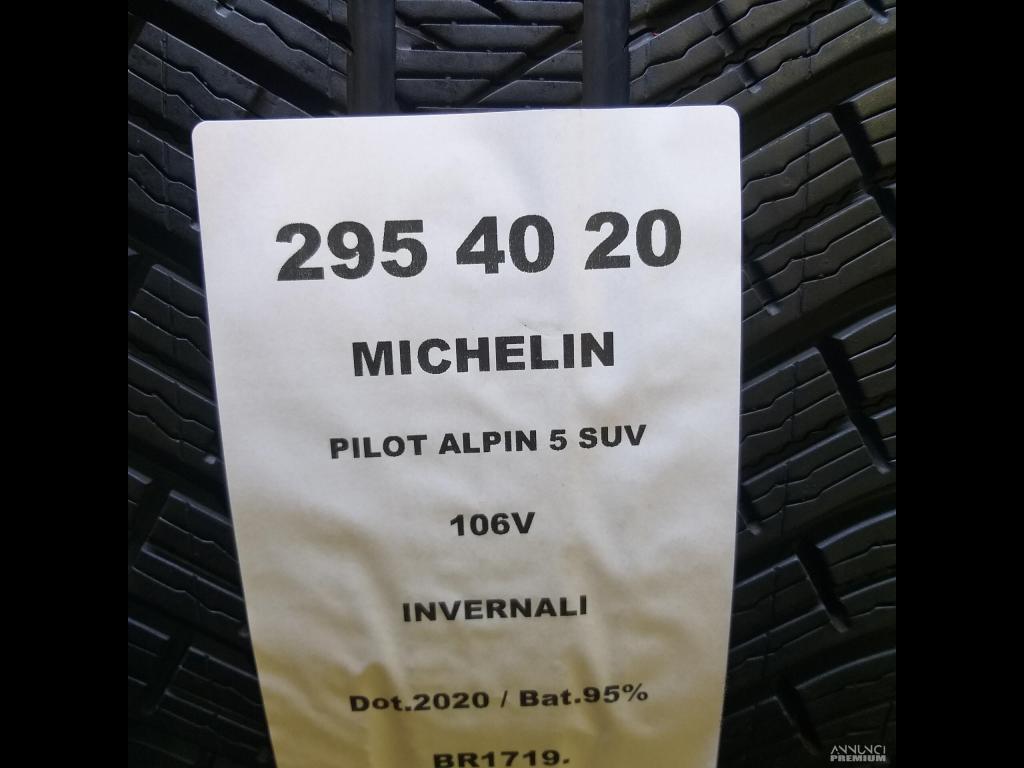 295 40 20
MICHELIN
PILOT ALPIN 5 SUV
106V
INVERNALI
Dot.2020 / Bat.95%
BR1719.
ANNUNCI
PREMIUM